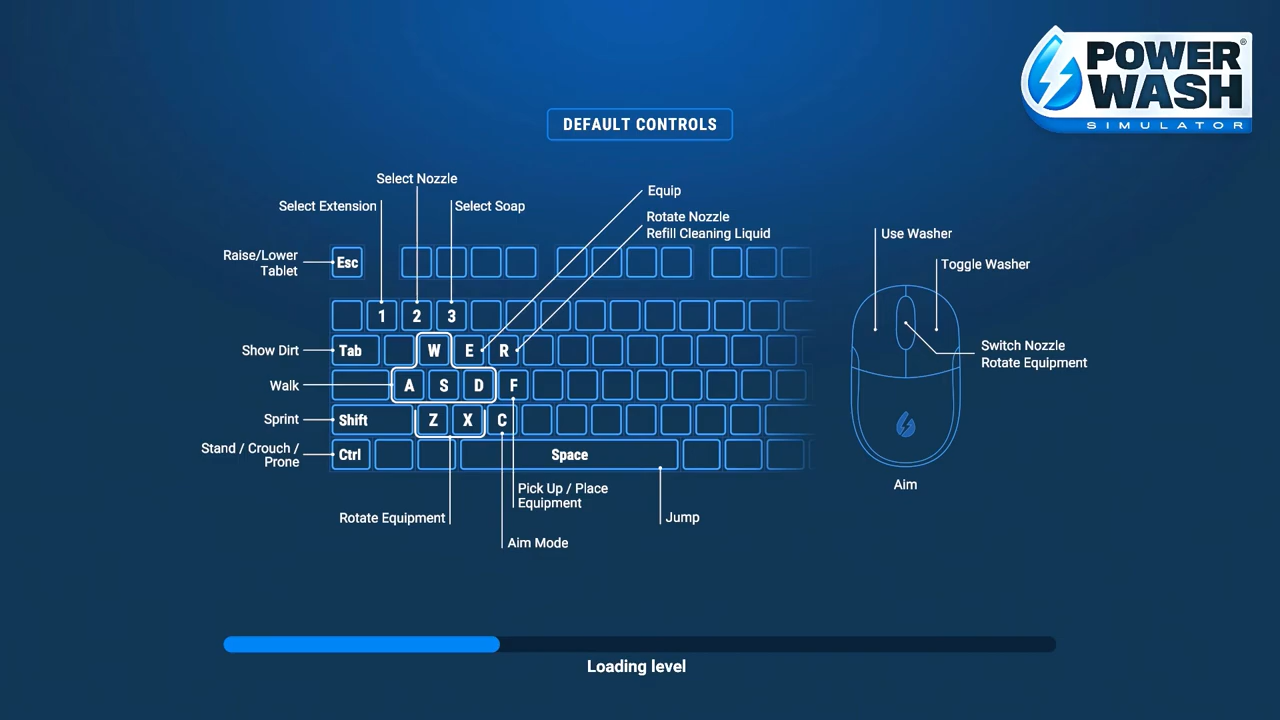 POWER
WASH
SIMULATOR
®
DEFAULT CONTROLS
Select Nozzle
Select Extension
Select Soap
Equip
Rotate Nozzle
Refill Cleaning Liquid
Raise/Lower
Tablet
Esc
1 2 3
Show Dirt
Tab W E R
Walk
A S D F
Sprint
Shift Z X C
Stand / Crouch /
Prone
Ctrl Space
Pick Up / Place
Equipment
Rotate Equipment
Jump
Aim Mode
Use Washer
Toggle Washer
Switch Nozzle
Rotate Equipment
Aim
Loading level